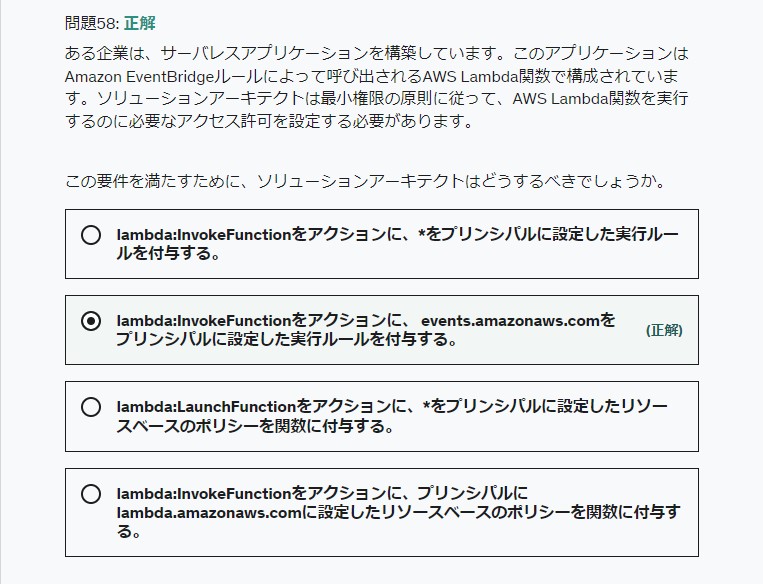 問題58: 正解
ある企業は、サーバレスアプリケーションを構築しています。このアプリケーションは
Amazon EventBridgeルールによって呼び出されるAWS Lambda関数で構成されていま
す。ソリューションアーキテクトは最小権限の原則に従って、AWS Lambda関数を実行
するのに必要なアクセス許可を設定する必要があります。
この要件を満たすために、ソリューションアーキテクトはどうするべきでしょうか。
lambda:InvokeFunctionをアクションに、*をプリンシパルに設定した実行ルー
ルを付与する。
lambda:InvokeFunctionをアクションに、 events.amazonaws.comを
プリンシパルに設定した実行ルールを付与する。
(正解)
lambda:LaunchFunctionをアクションに、*をプリンシパルに設定したリソー
スベースのポリシーを関数に付与する。
lambda:InvokeFunctionをアクションに、プリンシパルに
lambda.amazonaws.comに設定したリソースベースのポリシーを関数に付与す
る。